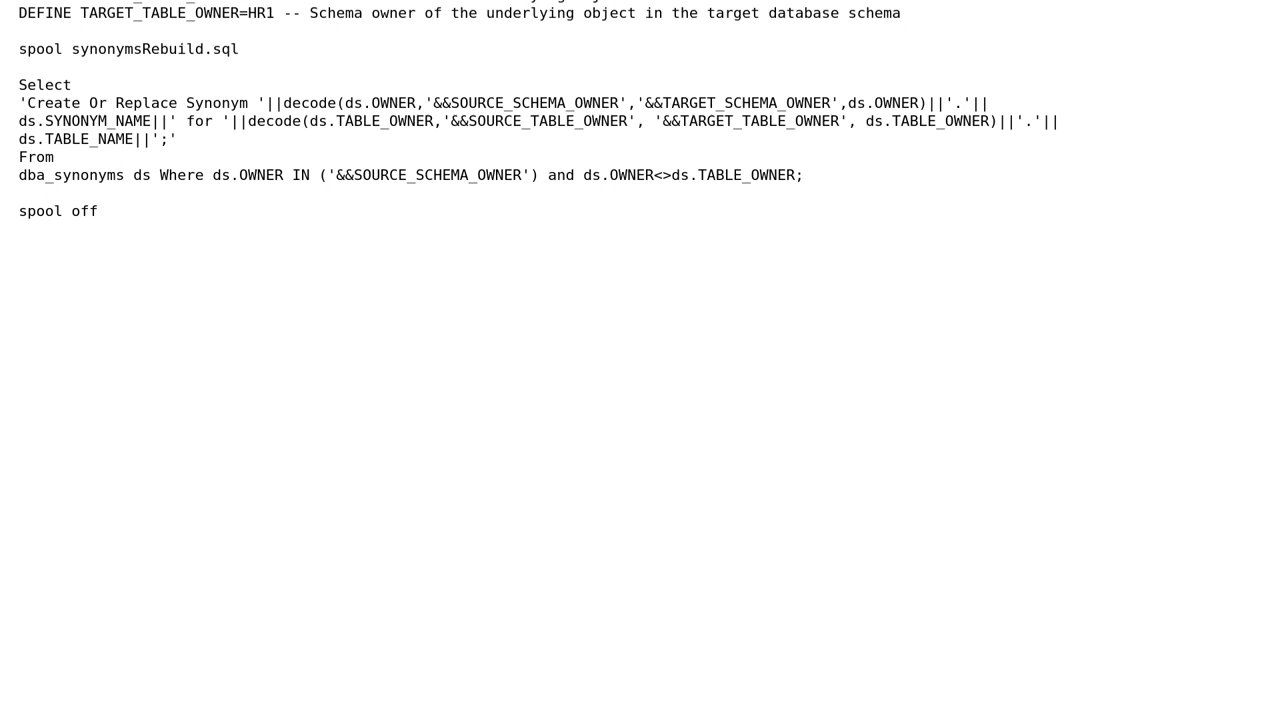 DEFINE TARGET_TABLE_OWNER=HR1 -- Schema owner of the underlying object in the target database schema
spool synonymsRebuild.sql
Select
'Create Or Replace Synonym '||decode(ds.OWNER,'&&SOURCE_SCHEMA_OWNER','&&TARGET_SCHEMA_OWNER',ds.OWNER)||'.'||
ds.SYNONYM_NAME||' for '||decode(ds.TABLE_OWNER,'&&SOURCE_TABLE_OWNER', '&&TARGET_TABLE_OWNER', ds.TABLE_OWNER)||'.'||
ds.TABLE_NAME||';'
From
dba_synonyms ds Where ds.OWNER IN ('&&SOURCE_SCHEMA_OWNER') and ds.OWNER<>ds.TABLE_OWNER;
spool off